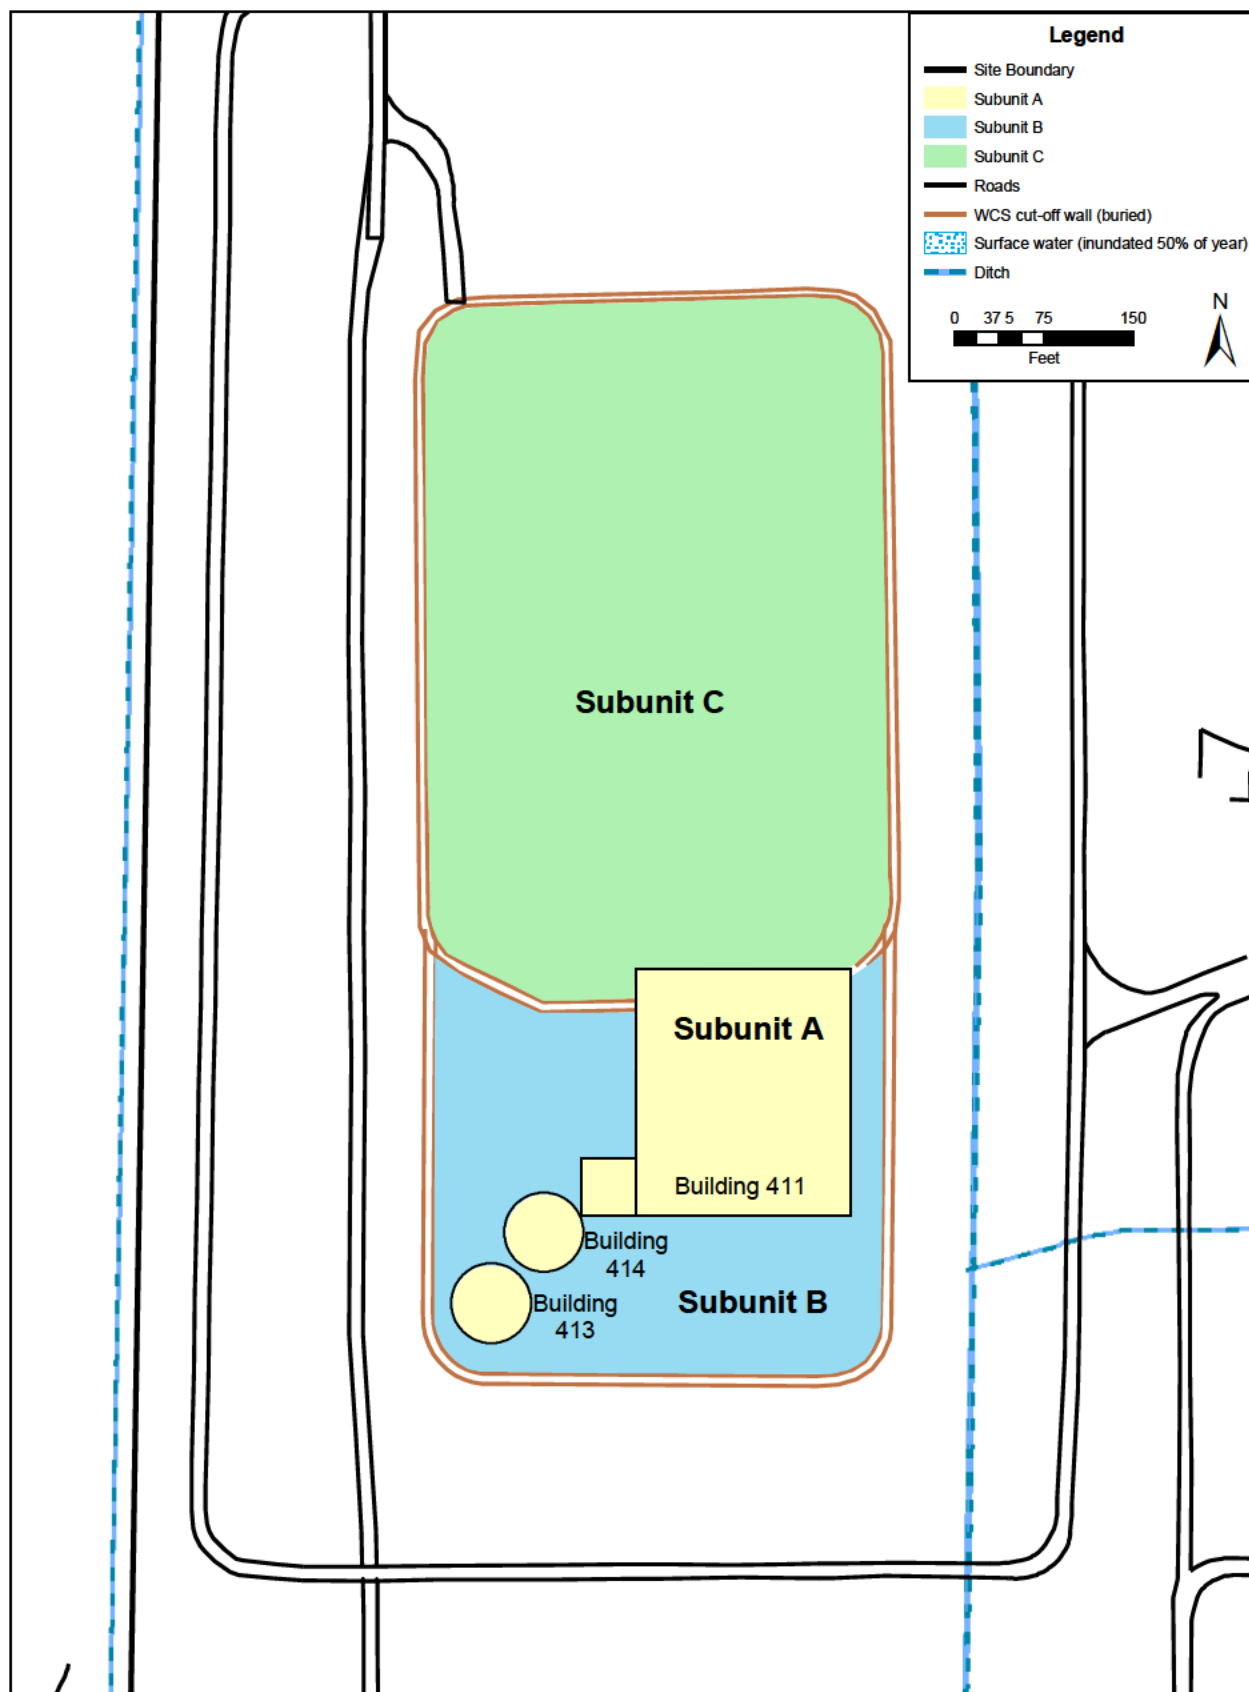 Legend
Site Boundary
Subunit A
Subunit B
Subunit C
Roads
WCS cut-off wall (buried)
Surface water (inundated 50% of year)
Ditch
N
0 37 5 75 150
Feet
Subunit C
Subunit A
Building 411
Building
414
Building
413
Subunit B